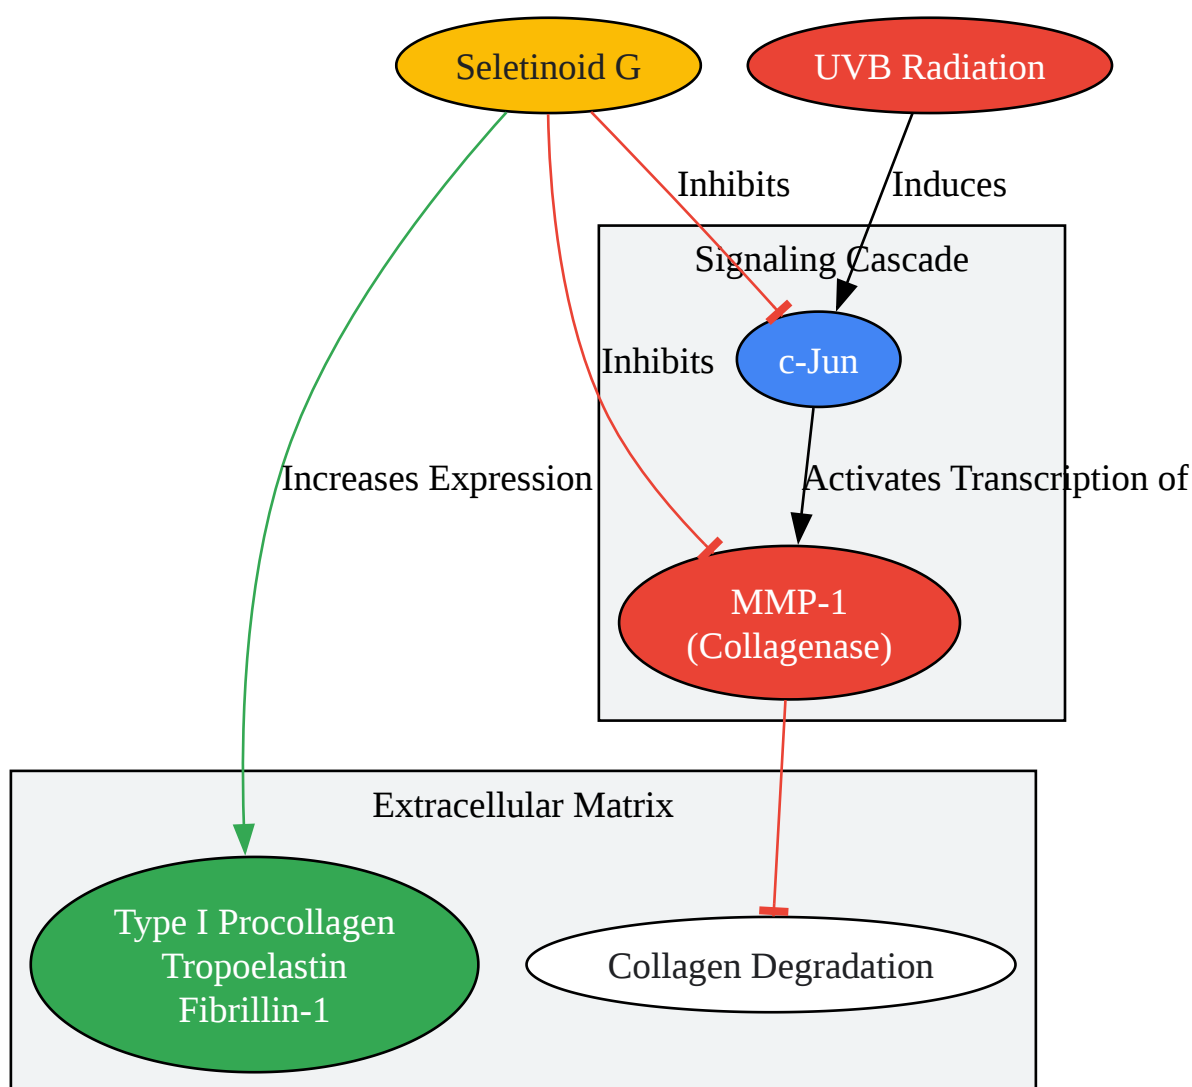 Seletinoid G
UVB Radiation
Inhibits
Induces
Signaling Cascade
Inhibits
c-Jun
Increases Expression
Activates Transcription of
MMP-1
(Collagenase)
Extracellular Matrix
Type I Procollagen
Tropoelastin
Fibrillin-1
Collagen Degradation